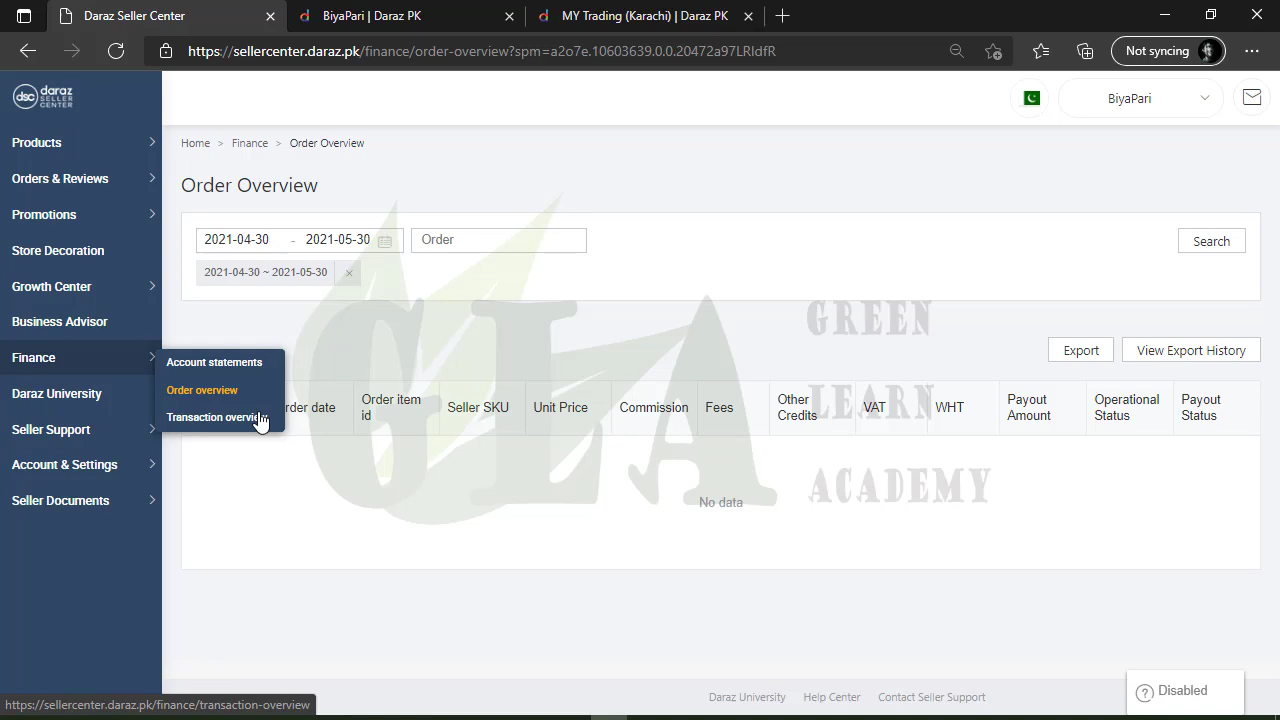 Daraz Seller Center
BiyaPari | Daraz PK
MY Trading (Karachi) | Daraz PK
https://sellercenter.daraz.pk/finance/order-overview?spm=a2o7e.10603639.0.0.20472a97LRIdfR
Not syncing
dsc daraz
SELLER
CENTER
BiyaPari
Products
Orders & Reviews
Promotions
Store Decoration
Growth Center
Business Advisor
Finance
Daraz University
Seller Support
Account & Settings
Seller Documents
Account statements
Order overview
Transaction overview
Home > Finance > Order Overview
Order Overview
2021-04-30 - 2021-05-30
Order
Search
2021-04-30 ~ 2021-05-30 ×
Export
View Export History
Order date
Order item
id
Seller SKU
Unit Price
Commission
Fees
Other
Credits
VAT
WHT
Payout
Amount
Operational
Status
Payout
Status
No data
GLA
GREEN
LEARN
ACADEMY
Daraz University
Help Center
Contact Seller Support
? Disabled
https://sellercenter.daraz.pk/finance/transaction-overview